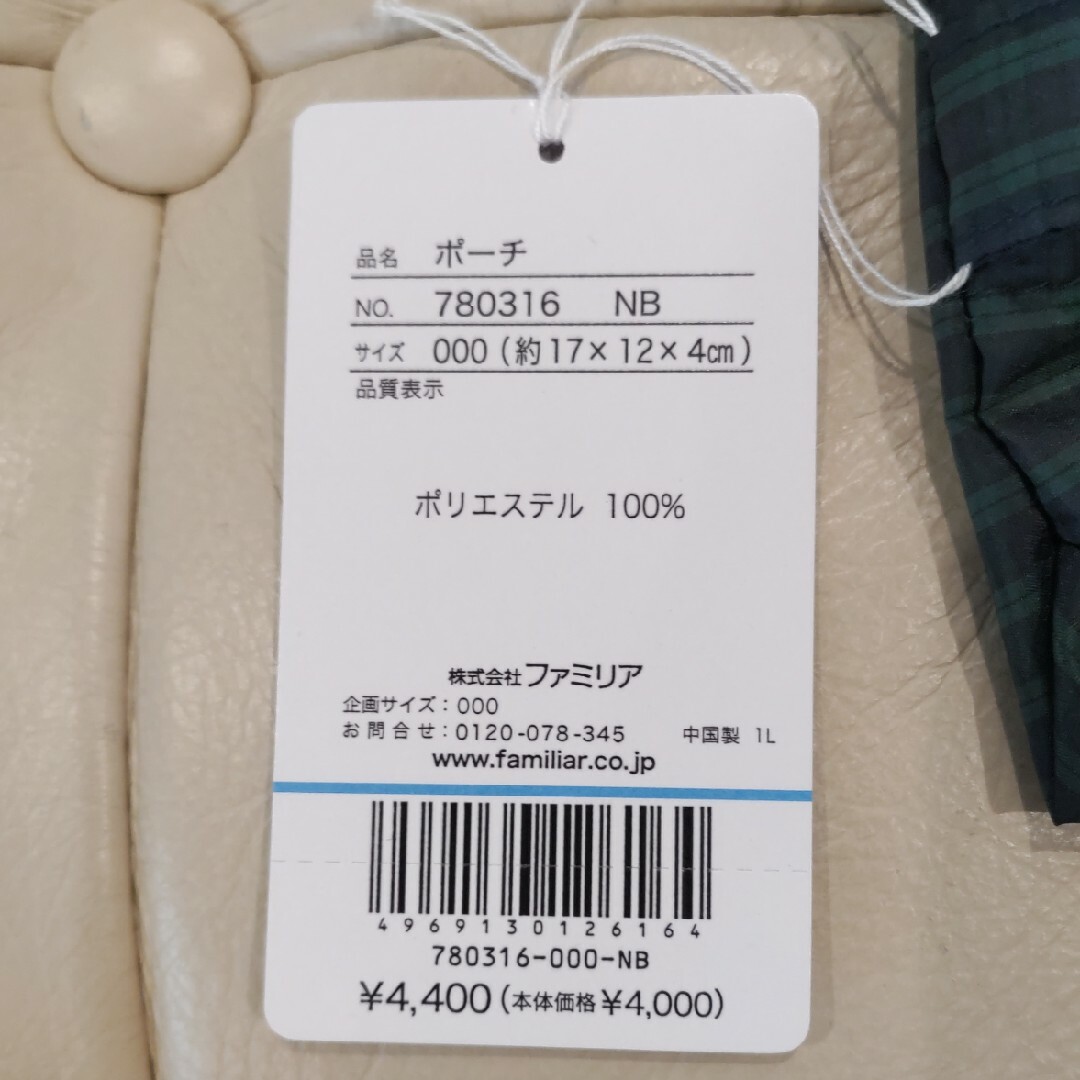 品名 ポーチ
NO. 780316 NB
サイズ 000 (約17×12×4㎝)
品質表示
ポリエステル 100%
株式会社ファミリア
企画サイズ：000
お問合せ：0120-078-345 中国製 1L
www.familiar.co.jp
4969130126164
780316-000-NB
¥4,400(本体価格¥4,000)